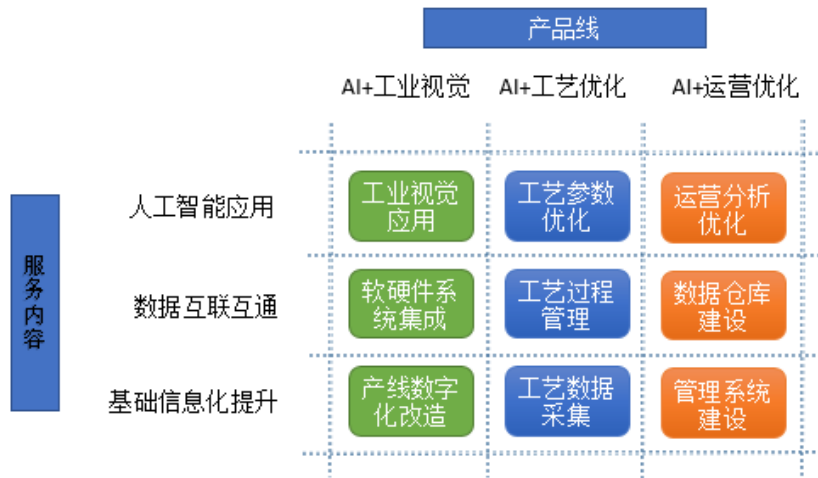 产品线
AI+工业视觉 AI+工艺优化 AI+运营优化
服务内容
人工智能应用
工业视觉
应用
工艺参数
优化
运营分析
优化
数据互联互通
软硬件系
统集成
工艺过程
管理
数据仓库
建设
基础信息化提升
产线数字
化改造
工艺数据
采集
管理系统
建设